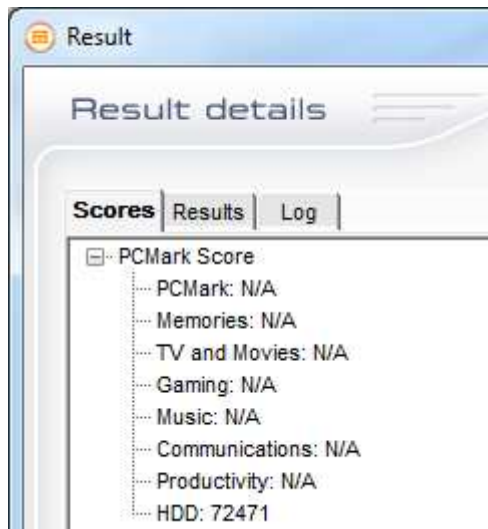 Result
Result details
Scores Results Log
PCMark Score
PCMark: N/A
Memories: N/A
TV and Movies: N/A
Gaming: N/A
Music: N/A
Communications: N/A
Productivity: N/A
HDD: 72471